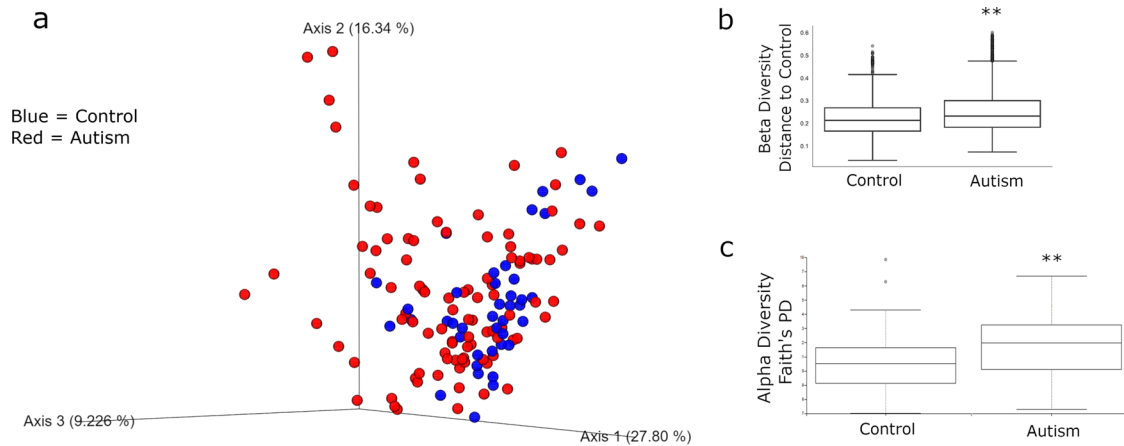 a
Axis 2 (16.34 %)
Blue = Control
Red = Autism
Axis 3 (9.226 %)
Axis 1 (27.80 %)
b
**
Beta Diversity
Distance to Control
0.6
0.5
0.4
0.3
0.2
0.1
Control
Autism
c
**
Alpha Diversity
Faith's PD
Control
Autism